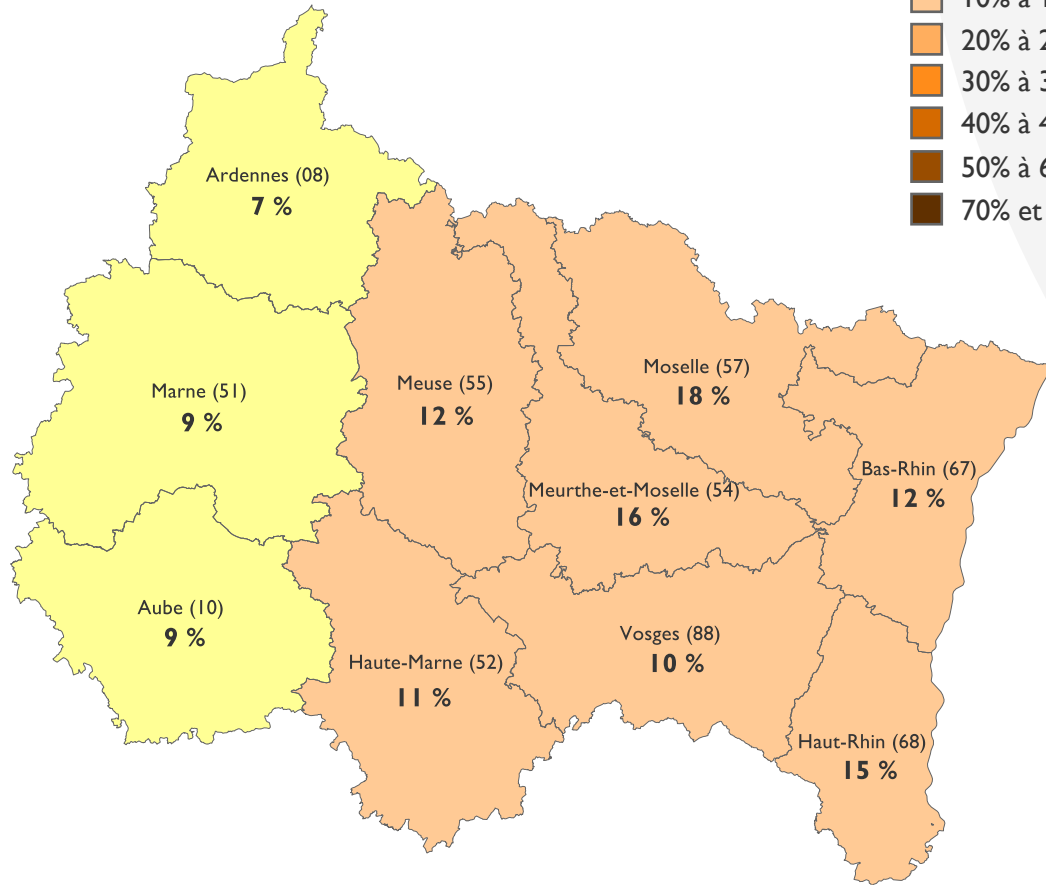 10% à 1
20% à 2
30% à 3
40% à 4
50% à 6
70% et
Ardennes (08)
7 %
Marne (51)
9 %
Meuse (55)
12 %
Moselle (57)
18 %
Bas-Rhin (67)
12 %
Meurthe-et-Moselle (54)
16 %
Aube (10)
9 %
Vosges (88)
10 %
Haute-Marne (52)
11 %
Haut-Rhin (68)
15 %